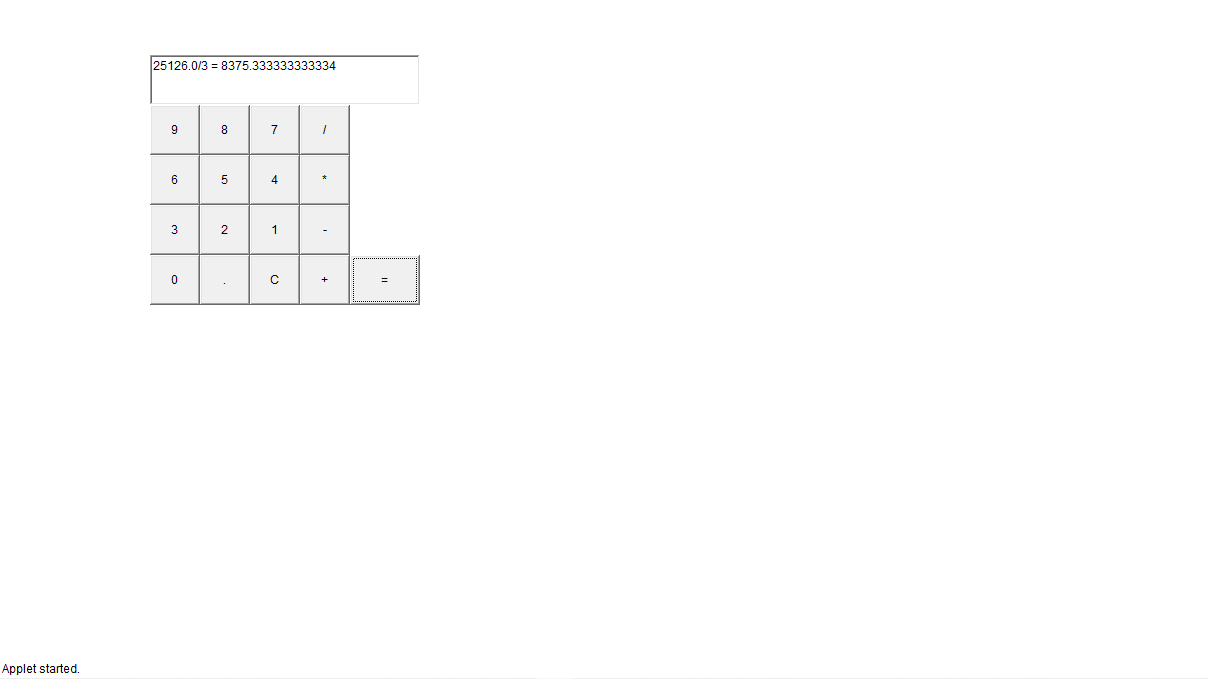 25126.0/3 = 8375.333333333334
9 8 7 /
6 5 4 *
3 2 1 -
0 . C + =
Applet started.